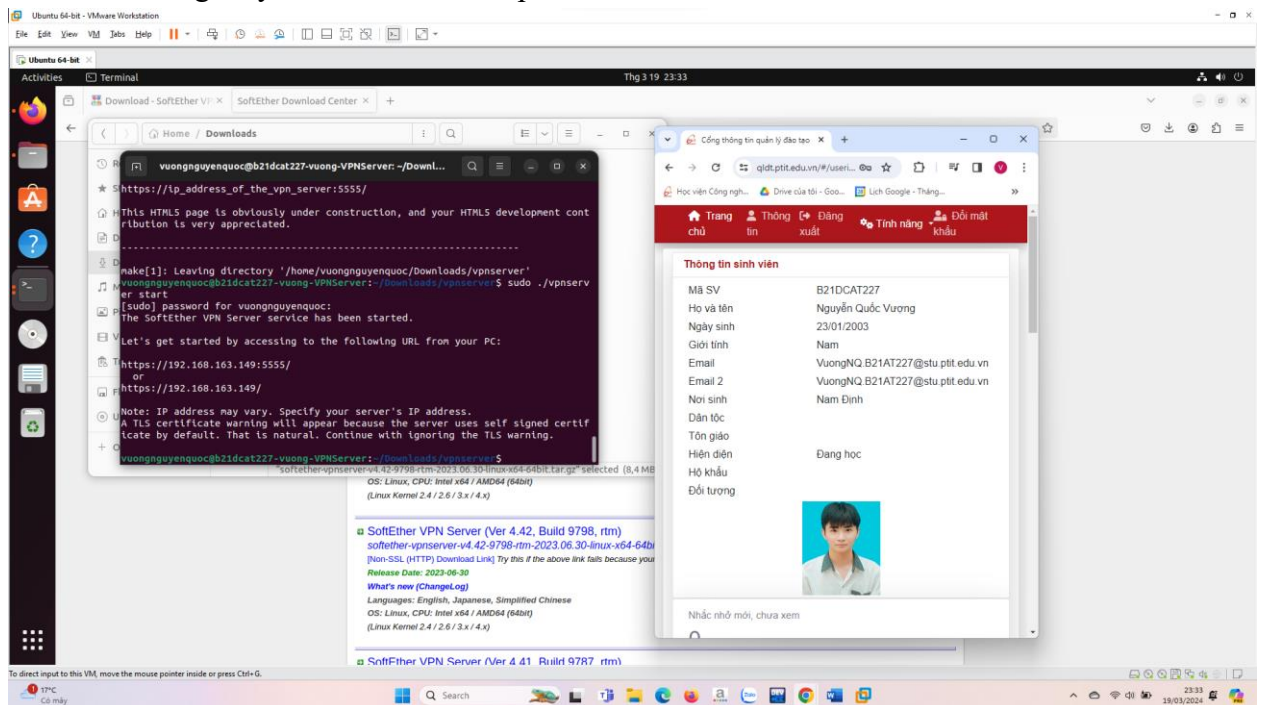 Ubuntu 64-bit - VMware Workstation
File Edit View VM Tabs Help
Ubuntu 64-bit
Activities Terminal Thg 3 19 23:33
Download - SoftEther VP SoftEther Download Center
Home / Downloads
vuongnguyenquoc@b21dcat227-vuong-VPNServer: ~/Downl...
https://ip_address_of_the_vpn_server:5555/
This HTML5 page is obviously under construction, and your HTML5 development cont
ribution is very appreciated.
--------------------------------------------------------------------
make[1]: Leaving directory '/home/vuongnguyenquoc/Downloads/vpnserver'
vuongnguyenquoc@b21dcat227-vuong-VPNServer:~/Downloads/vpnserver$ sudo ./vpnserv
er start
[sudo] password for vuongnguyenquoc:
The SoftEther VPN Server service has been started.
Let's get started by accessing to the following URL from your PC:
https://192.168.163.149:5555/
or
https://192.168.163.149/
Note: IP address may vary. Specify your server's IP address.
A TLS certificate warning will appear because the server uses self signed certif
icate by default. That is natural. Continue with ignoring the TLS warning.
vuongnguyenquoc@b21dcat227-vuong-VPNServer:~/Downloads/vpnserver$
"softether-vpnserver-v4.42-9798-rtm-2023.06.30-linux-x64-64bit.tar.gz" selected (8,4 MB
OS: Linux, CPU: Intel x64 / AMD64 (64bit)
(Linux Kernel 2.4 / 2.6 / 3.x / 4.x)
SoftEther VPN Server (Ver 4.42, Build 9798, rtm)
softether-vpnserver-v4.42-9798-rtm-2023.06.30-linux-x64-64bi
[Non-SSL (HTTP) Download Link] Try this if the above link fails because your
Release Date: 2023-06-30
What's new (ChangeLog)
Languages: English, Japanese, Simplified Chinese
OS: Linux, CPU: Intel x64 / AMD64 (64bit)
(Linux Kernel 2.4 / 2.6 / 3.x / 4.x)
SoftEther VPN Server (Ver 4.41, Build 9787, rtm)
Cổng thông tin quản lý đào tạo
qldt.ptit.edu.vn/#/useri...
Học viện Công ngh... Drive của tôi - Goo... Lịch Google - Tháng...
Trang chủ Thông tin Đăng xuất Tính năng Đổi mật khẩu
Thông tin sinh viên
Mã SV B21DCAT227
Họ và tên Nguyễn Quốc Vượng
Ngày sinh 23/01/2003
Giới tính Nam
Email VuongNQ.B21AT227@stu.ptit.edu.vn
Email 2 VuongNQ.B21AT227@stu.ptit.edu.vn
Nơi sinh Nam Định
Dân tộc
Tôn giáo
Hiện diện Đang học
Hộ khẩu
Đối tượng
Nhắc nhở mới, chưa xem
To direct input to this VM, move the mouse pointer inside or press Ctrl+G.
17°C
Có mây
Search
23:33
19/03/2024